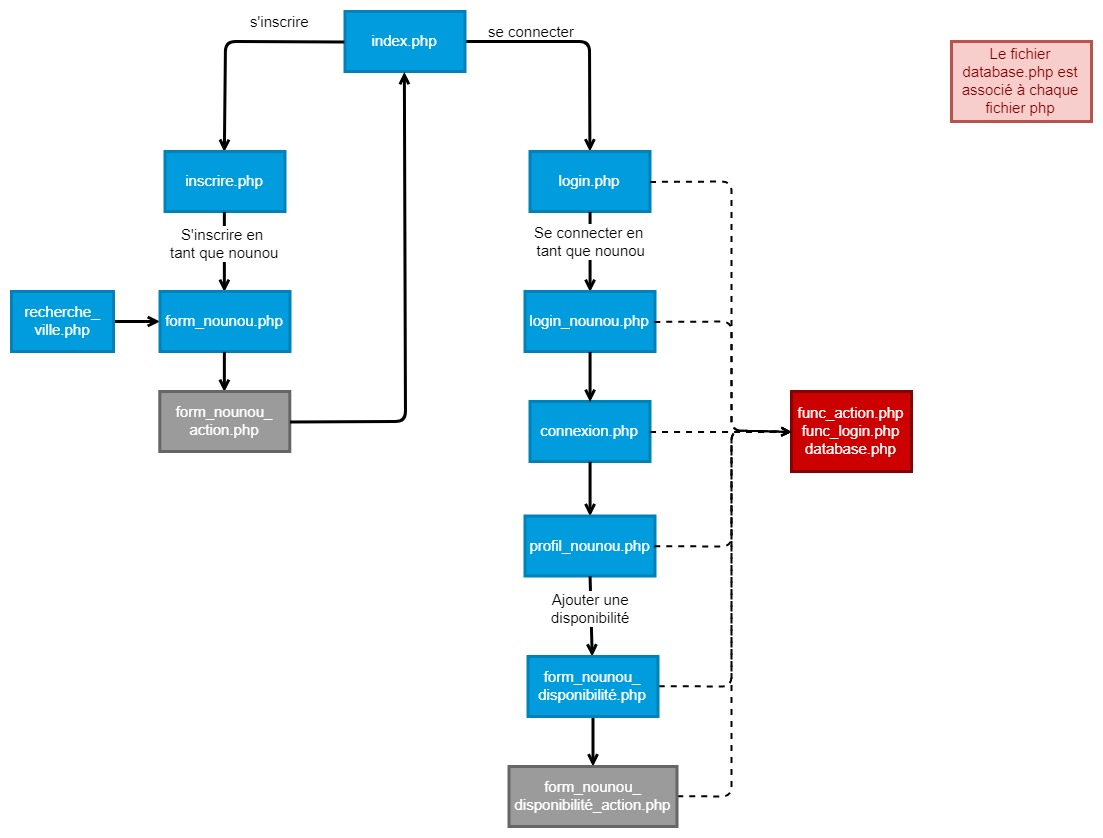 s'inscrire
index.php
se connecter
Le fichier
database.php est
associé à chaque
fichier php
inscrire.php
login.php
S'inscrire en
tant que nounou
Se connecter en
tant que nounou
recherche_
ville.php
form_nounou.php
login_nounou.php
form_nounou_
action.php
connexion.php
func_action.php
func_login.php
database.php
profil_nounou.php
Ajouter une
disponibilité
form_nounou_
disponibilité.php
form_nounou_
disponibilité_action.php